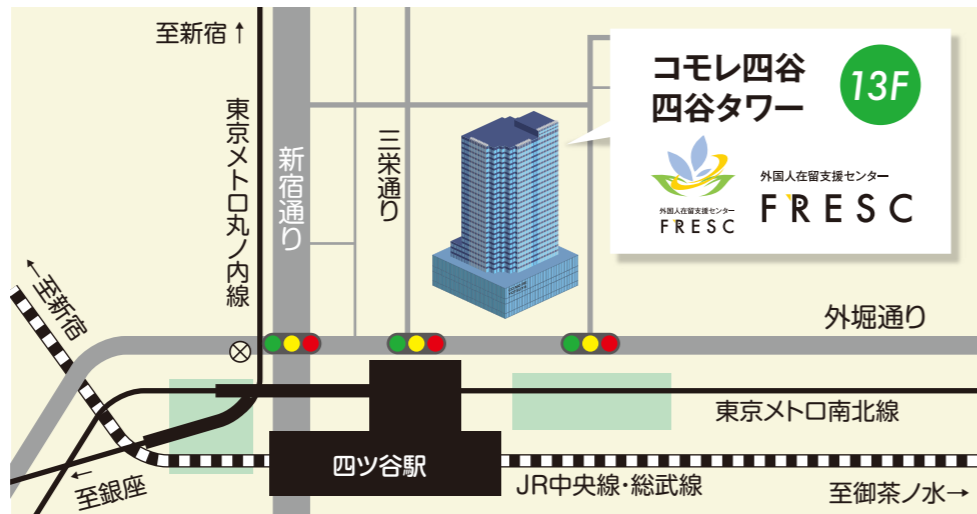 至新宿↑
東京メトロ丸ノ内線
新宿通り
三栄通り
コモレ四谷
四谷タワー
13F
外国人在留支援センター
FRESC
外国人在留支援センター
FRESC
←至新宿
外堀通り
東京メトロ南北線
四ツ谷駅
JR中央線・総武線
←
至銀座
至御茶ノ水→